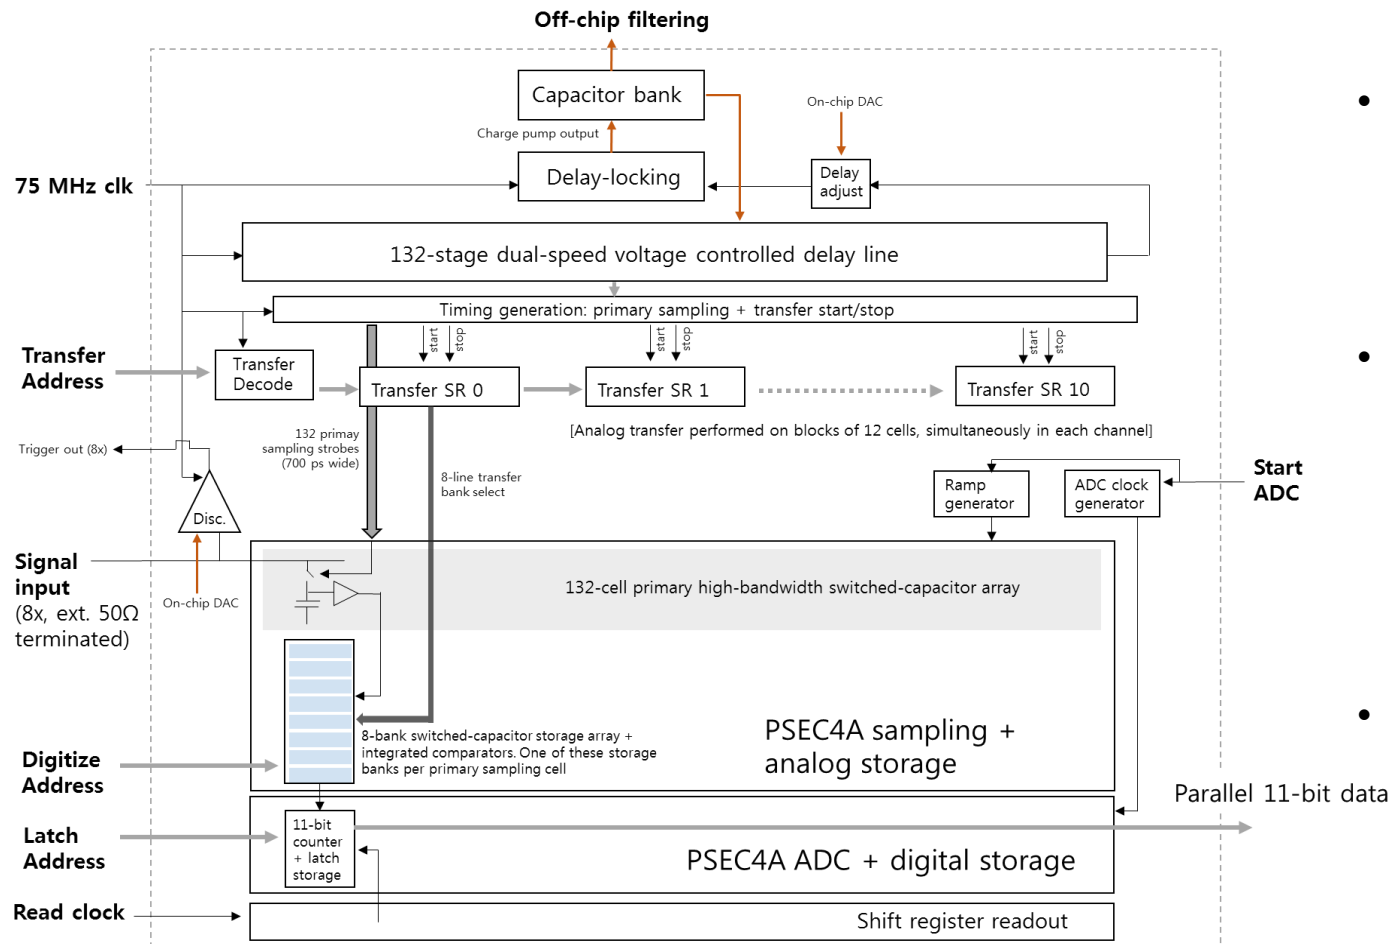 Off-chip filtering
Capacitor bank
On-chip DAC
Charge pump output
75 MHz clk
Delay-locking
Delay
adjust
132-stage dual-speed voltage controlled delay line
Timing generation: primary sampling + transfer start/stop
start
stop
start
stop
start
stop
Transfer
Address
Transfer
Decode
Transfer SR 0
Transfer SR 1
Transfer SR 10
[Analog transfer performed on blocks of 12 cells, simultaneously in each channel]
132 primay
sampling strobes
(700 ps wide)
Trigger out (8x)
8-line transfer
bank select
Ramp
generator
ADC clock
generator
Start
ADC
Disc.
Signal
input
(8x, ext. 50Ω
terminated)
On-chip DAC
132-cell primary high-bandwidth switched-capacitor array
8-bank switched-capacitor storage array +
integrated comparators. One of these storage
banks per primary sampling cell
PSEC4A sampling +
analog storage
Digitize
Address
Parallel 11-bit data
Latch
Address
11-bit
counter
+ latch
storage
PSEC4A ADC + digital storage
Read clock
Shift register readout